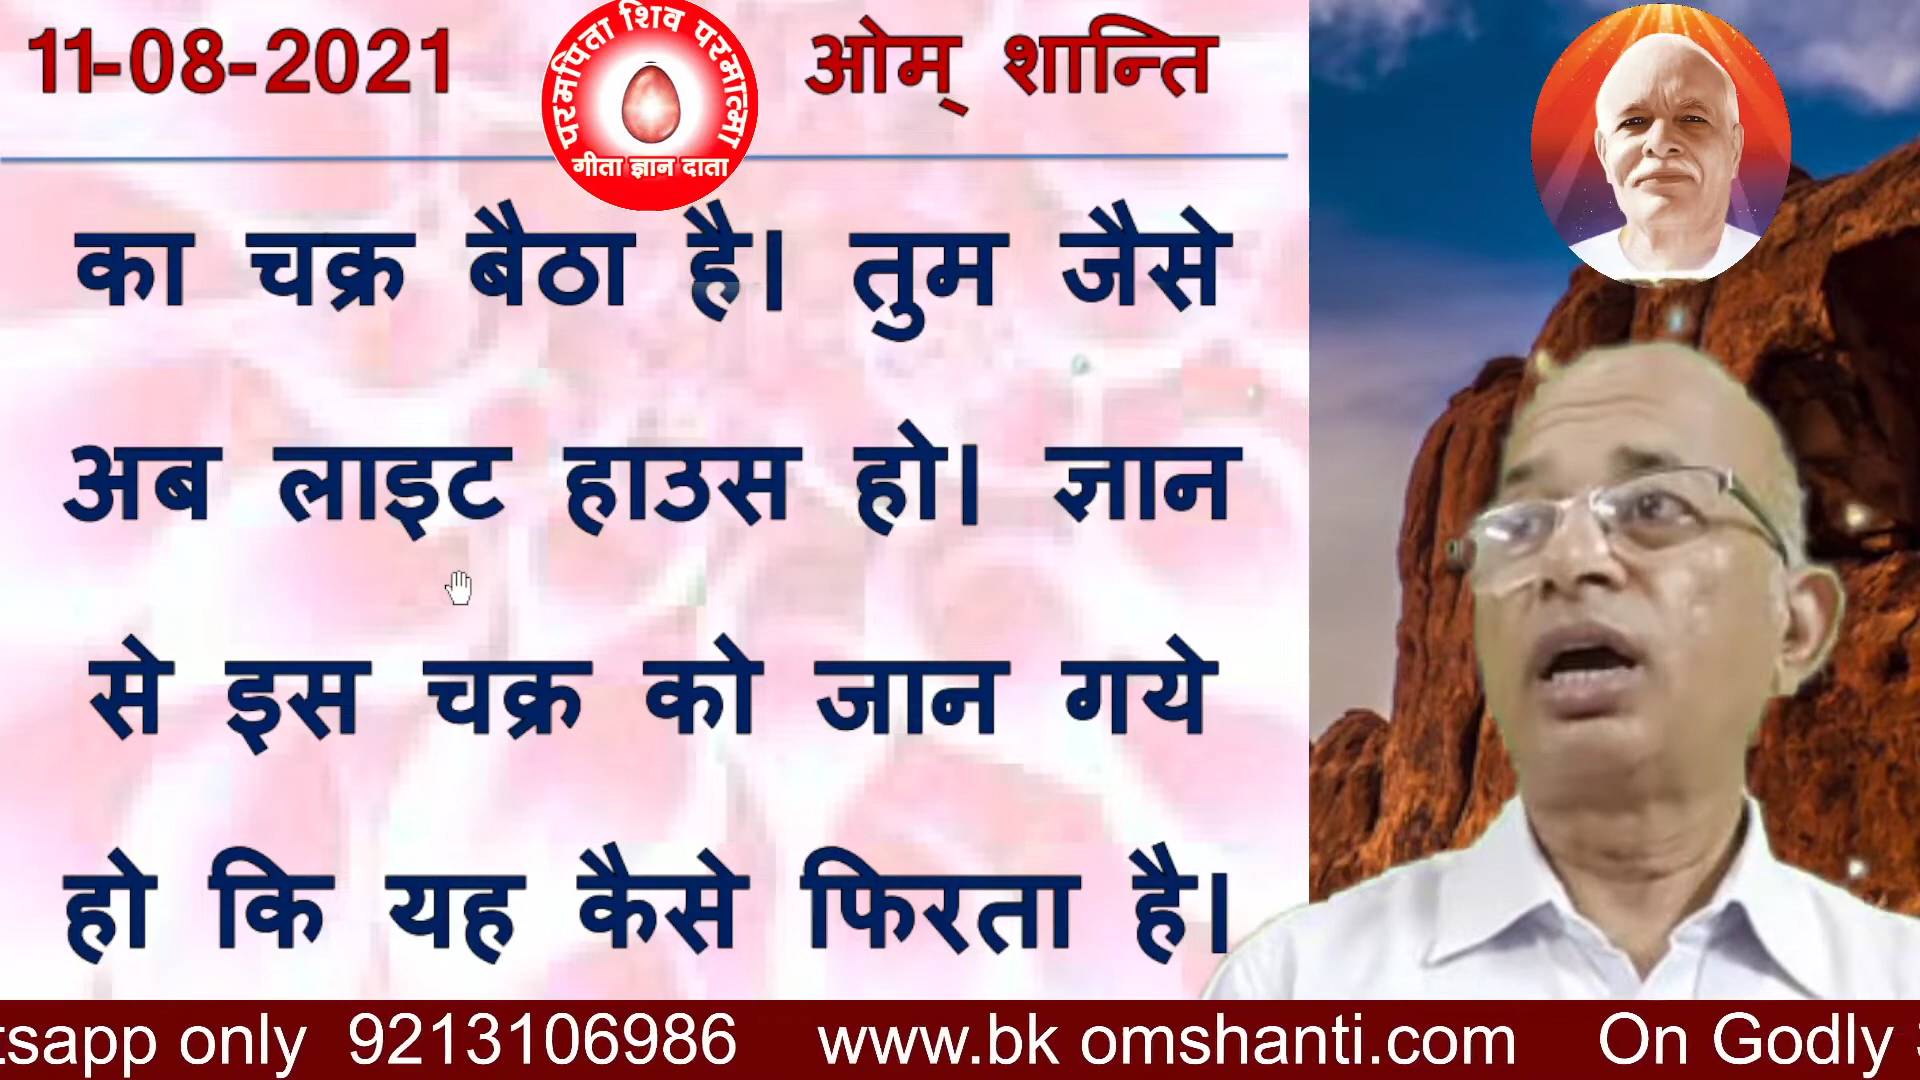 11-08-2021
परमपिता शिव परमात्मा
गीता ज्ञान दाता
ओम् शान्ति
का चक्र बैठा है। तुम जैसे
अब लाइट हाउस हो। ज्ञान
से इस चक्र को जान गये
हो कि यह कैसे फिरता है।
tsapp only 9213106986 www.bk omshanti.com On Godly